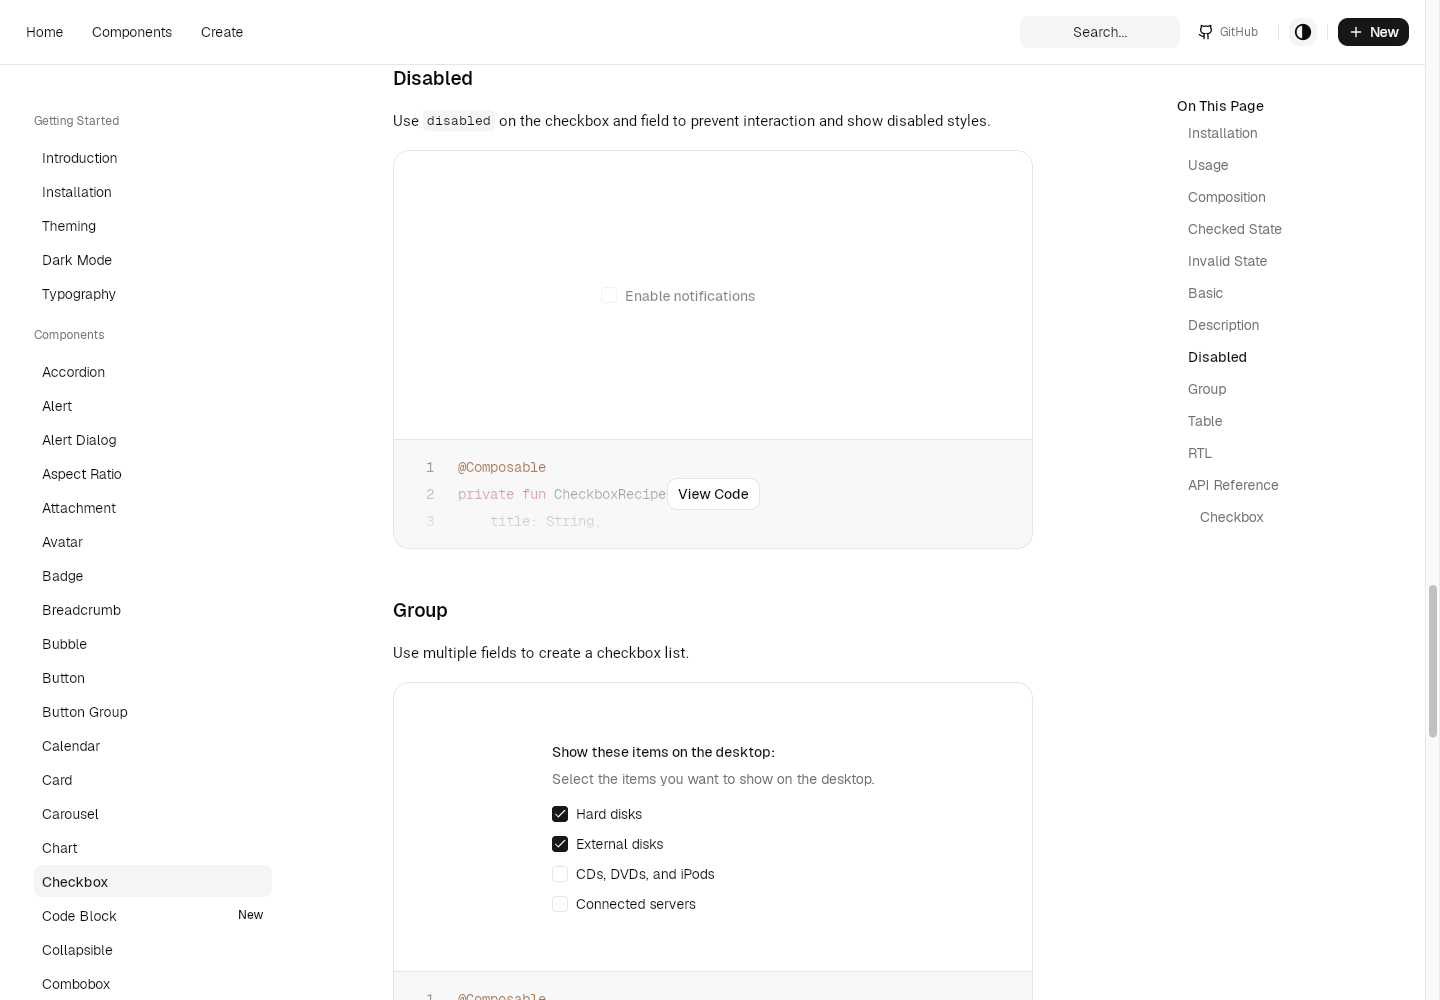 Home
Components
Create
Search...
GitHub
New
Getting Started
Introduction
Installation
Theming
Dark Mode
Typography
Components
Accordion
Alert
Alert Dialog
Aspect Ratio
Attachment
Avatar
Badge
Breadcrumb
Bubble
Button
Button Group
Calendar
Card
Carousel
Chart
Checkbox
Code Block New
Collapsible
Combobox
Disabled
Use disabled on the checkbox and field to prevent interaction and show disabled styles.
Enable notifications
1 @Composable
2 private fun CheckboxRecipe
View Code
3 title: String,
Group
Use multiple fields to create a checkbox list.
Show these items on the desktop:
Select the items you want to show on the desktop.
Hard disks
External disks
CDs, DVDs, and iPods
Connected servers
1 @Composable
On This Page
Installation
Usage
Composition
Checked State
Invalid State
Basic
Description
Disabled
Group
Table
RTL
API Reference
Checkbox